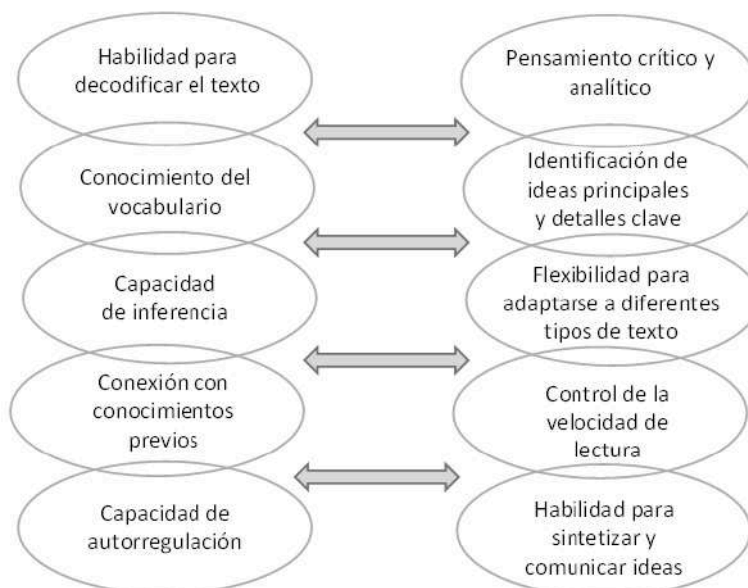 Habilidad para
decodificar el texto
Conocimiento del
vocabulario
Capacidad
de inferencia
Conexión con
conocimientos
previos
Capacidad de
autorregulación
Pensamiento crítico y
analítico
Identificación de
ideas principales
y detalles clave
Flexibilidad para
adaptarse a diferentes
tipos de texto
Control de la
velocidad de
lectura
Habilidad para
sintetizar y
comunicar ideas